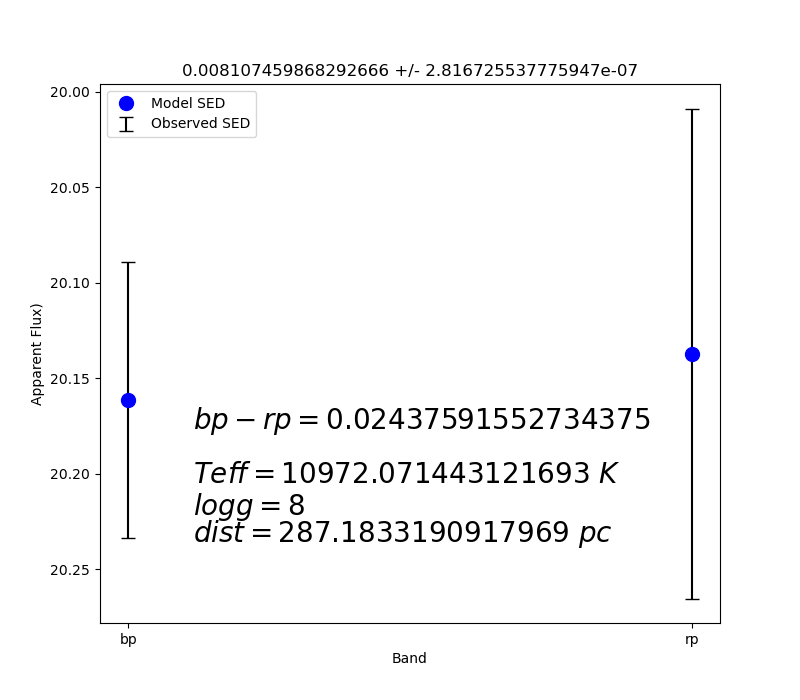 0.008107459868292666 +/- 2.816725537775947e-07
20.00
20.05
20.10
20.15
20.20
20.25
Apparent Flux)
Model SED
Observed SED
bp − rp = 0.02437591552734375
Teff = 10972.071443121693 K
logg = 8
dist = 287.1833190917969 pc
bp
rp
Band